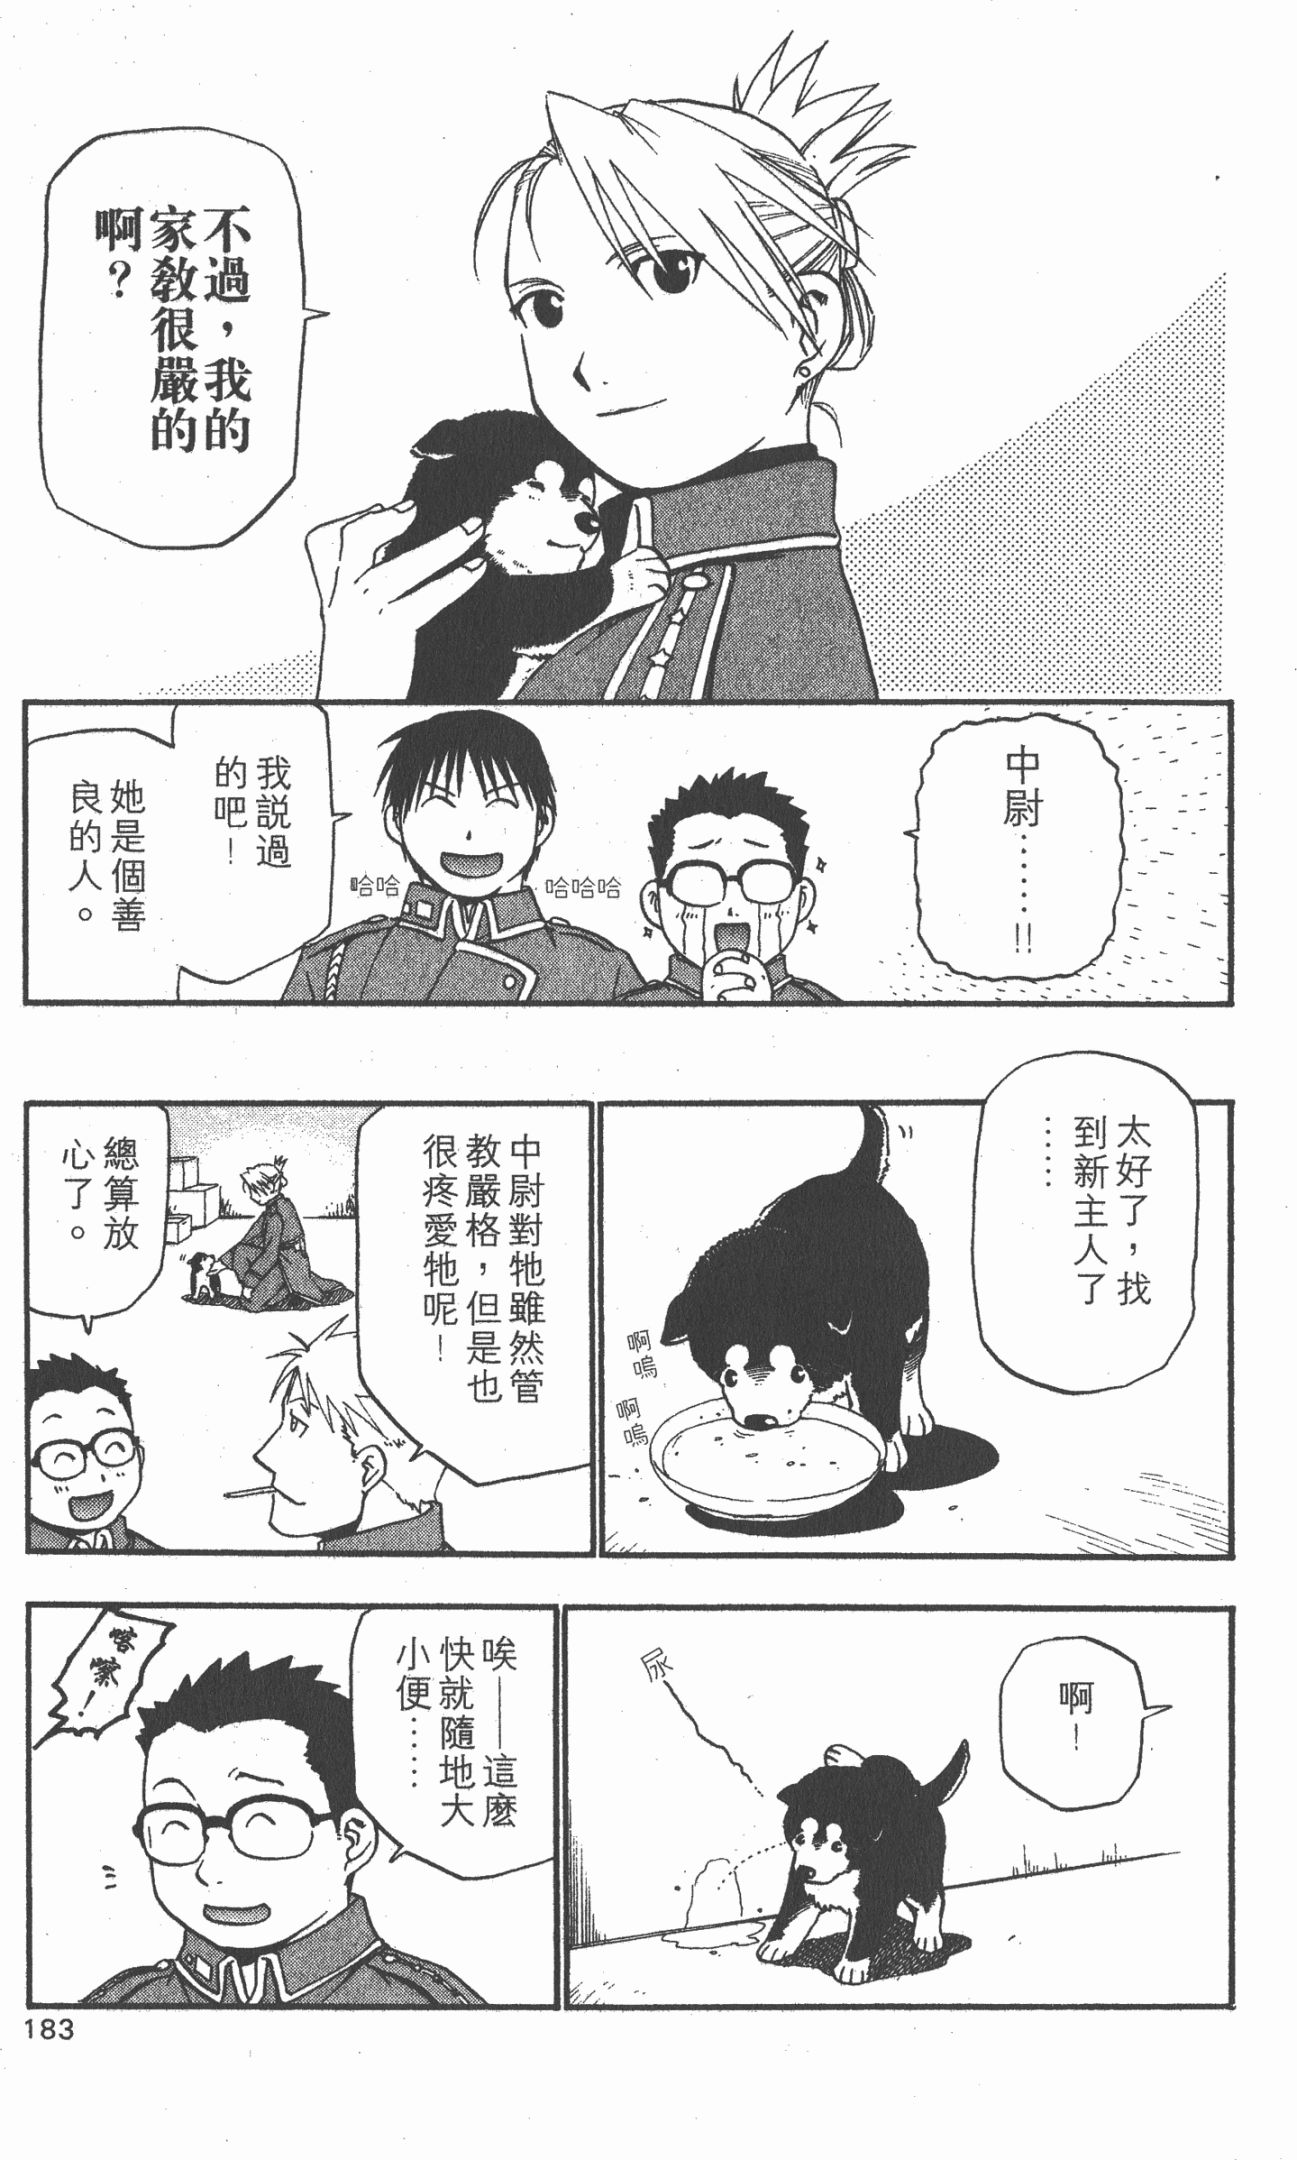 不過，我的
家教很嚴的
啊？
中尉……!!
哈哈哈
哈哈
我說過
的吧！
她是個善
良的人。
太好了，找
到新主人了
……
啊嗚
啊嗚
中尉對牠雖然管
教嚴格，但是也
很疼愛牠呢！
總算放
心了。
啊！
尿
唉——這麼
快就隨地大
小便……
喀嚓！
183